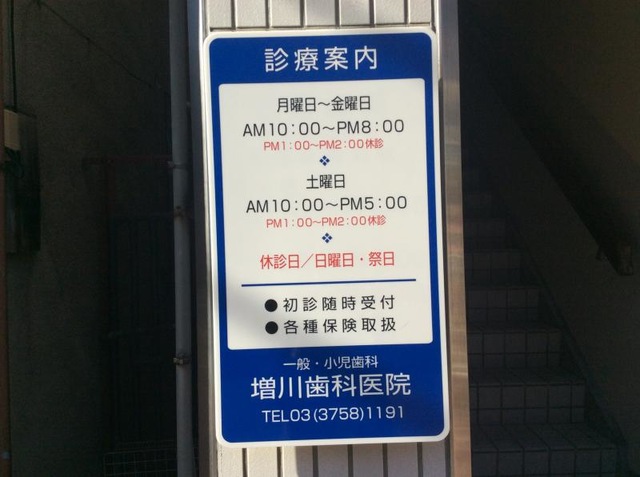 診療案内
月曜日～金曜日
AM10：00～PM8：00
PM1：00～PM2：00休診
土曜日
AM10：00～PM5：00
PM1：00～PM2：00休診
休診日／日曜日・祭日
●初診随時受付
●各種保険取扱
一般・小児歯科
増川歯科医院
TEL03(3758)1191